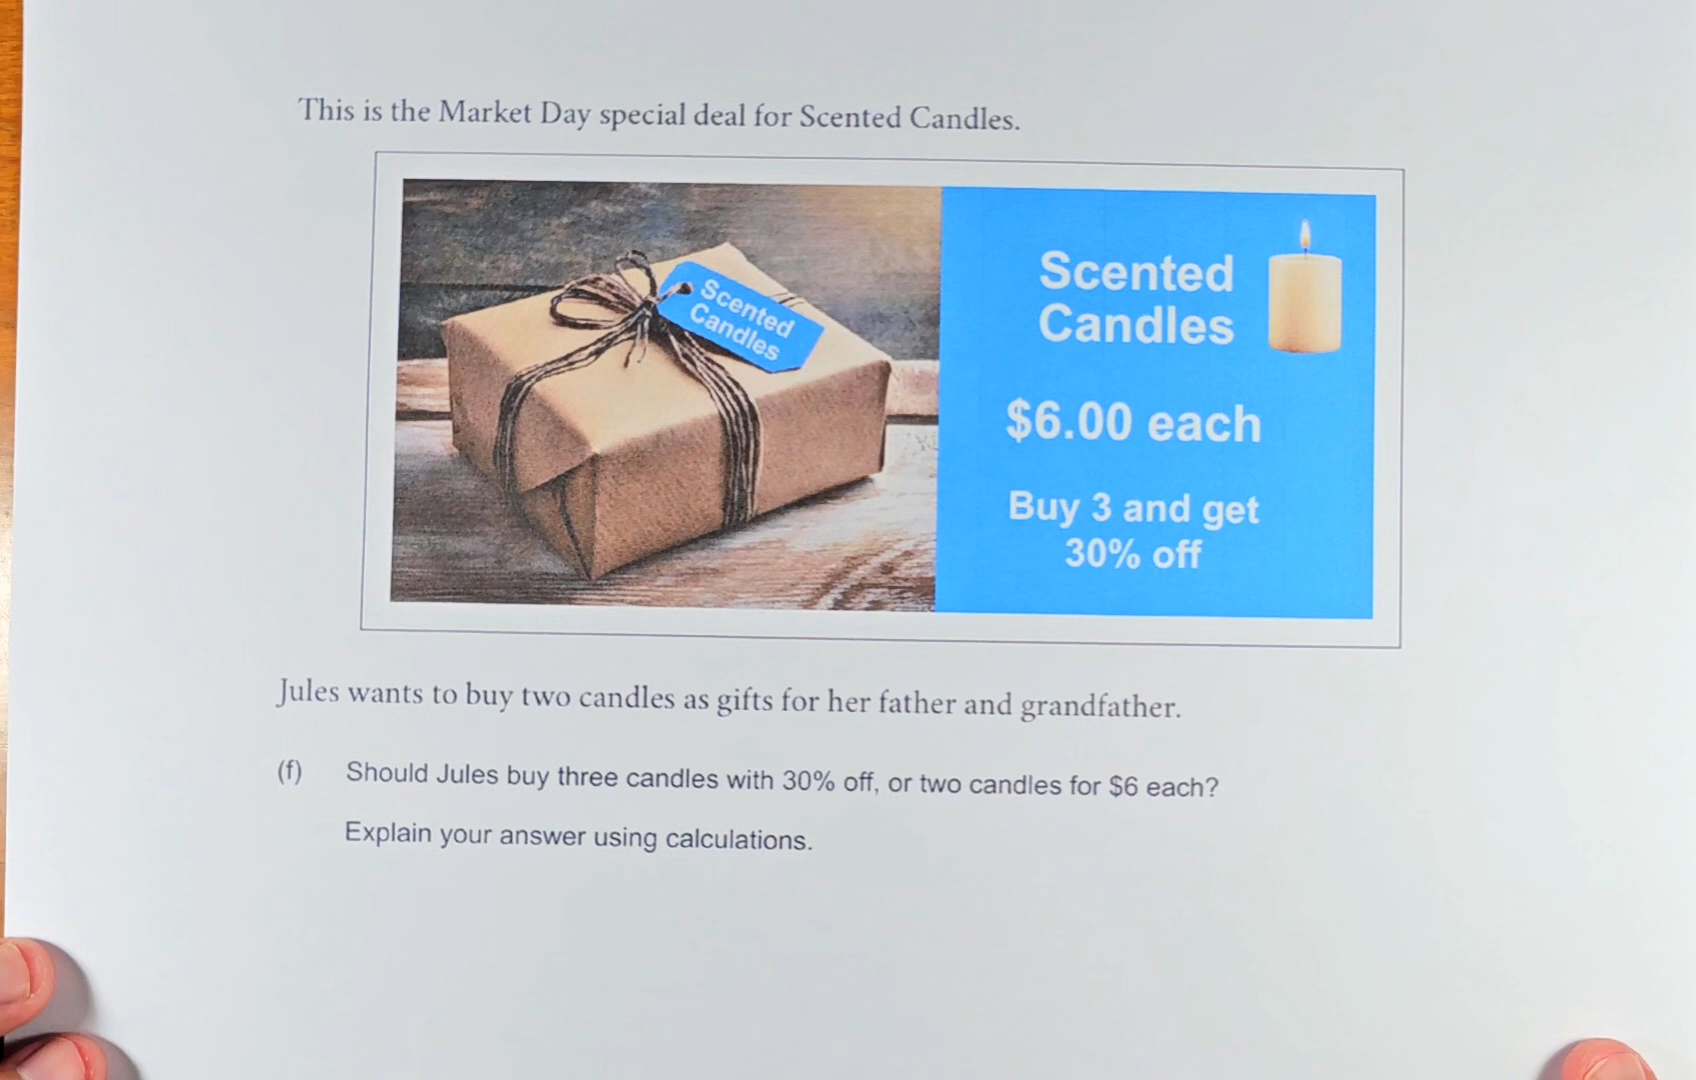 This is the Market Day special deal for Scented Candles.
Scented
Candles
Scented
Candles
$6.00 each
Buy 3 and get
30% off
Jules wants to buy two candles as gifts for her father and grandfather.
(f) Should Jules buy three candles with 30% off, or two candles for $6 each?
Explain your answer using calculations.